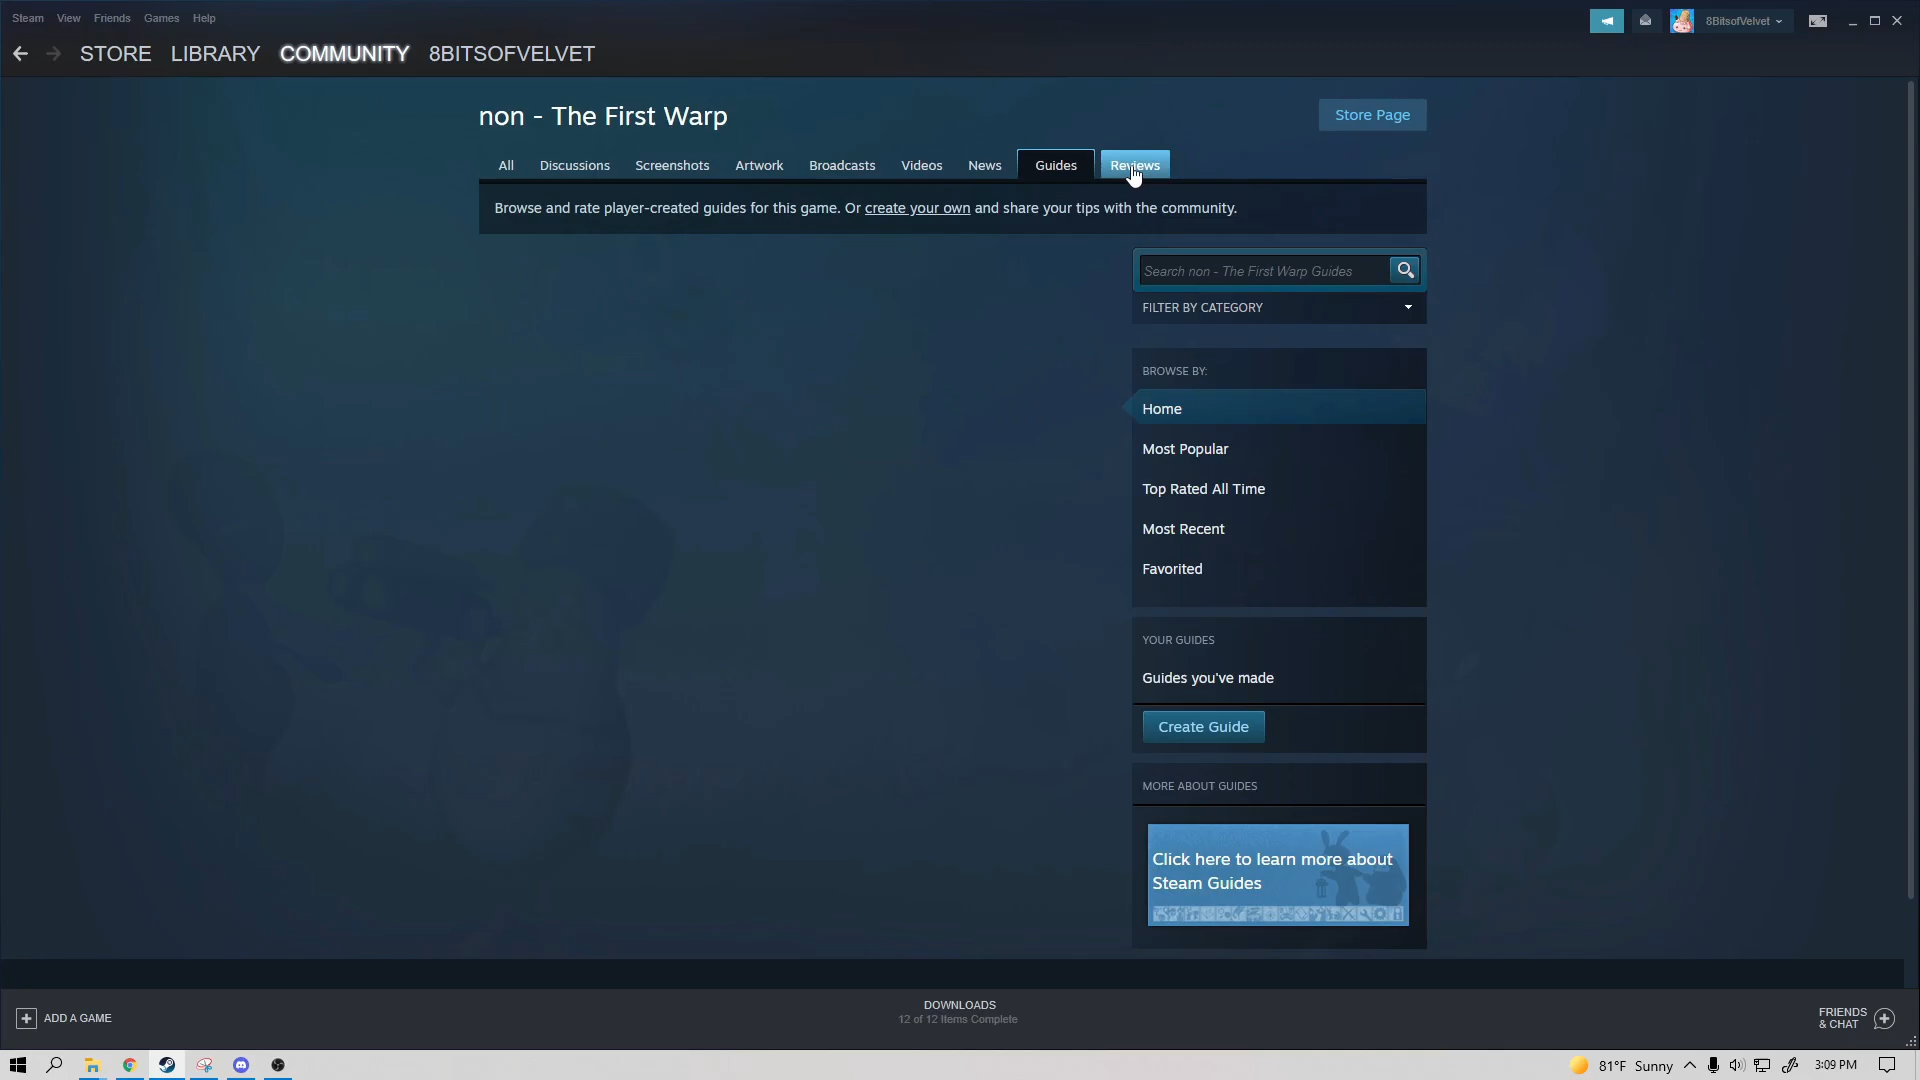 Steam View Friends Games Help
8BitsofVelvet
STORE LIBRARY COMMUNITY 8BITSOFVELVET
non - The First Warp
Store Page
All Discussions Screenshots Artwork Broadcasts Videos News Guides Reviews
Browse and rate player-created guides for this game. Or create your own and share your tips with the community.
Search non - The First Warp Guides
FILTER BY CATEGORY
BROWSE BY:
Home
Most Popular
Top Rated All Time
Most Recent
Favorited
YOUR GUIDES
Guides you've made
Create Guide
MORE ABOUT GUIDES
Click here to learn more about
Steam Guides
ADD A GAME
DOWNLOADS
12 of 12 Items Complete
FRIENDS
& CHAT
81°F Sunny
3:09 PM